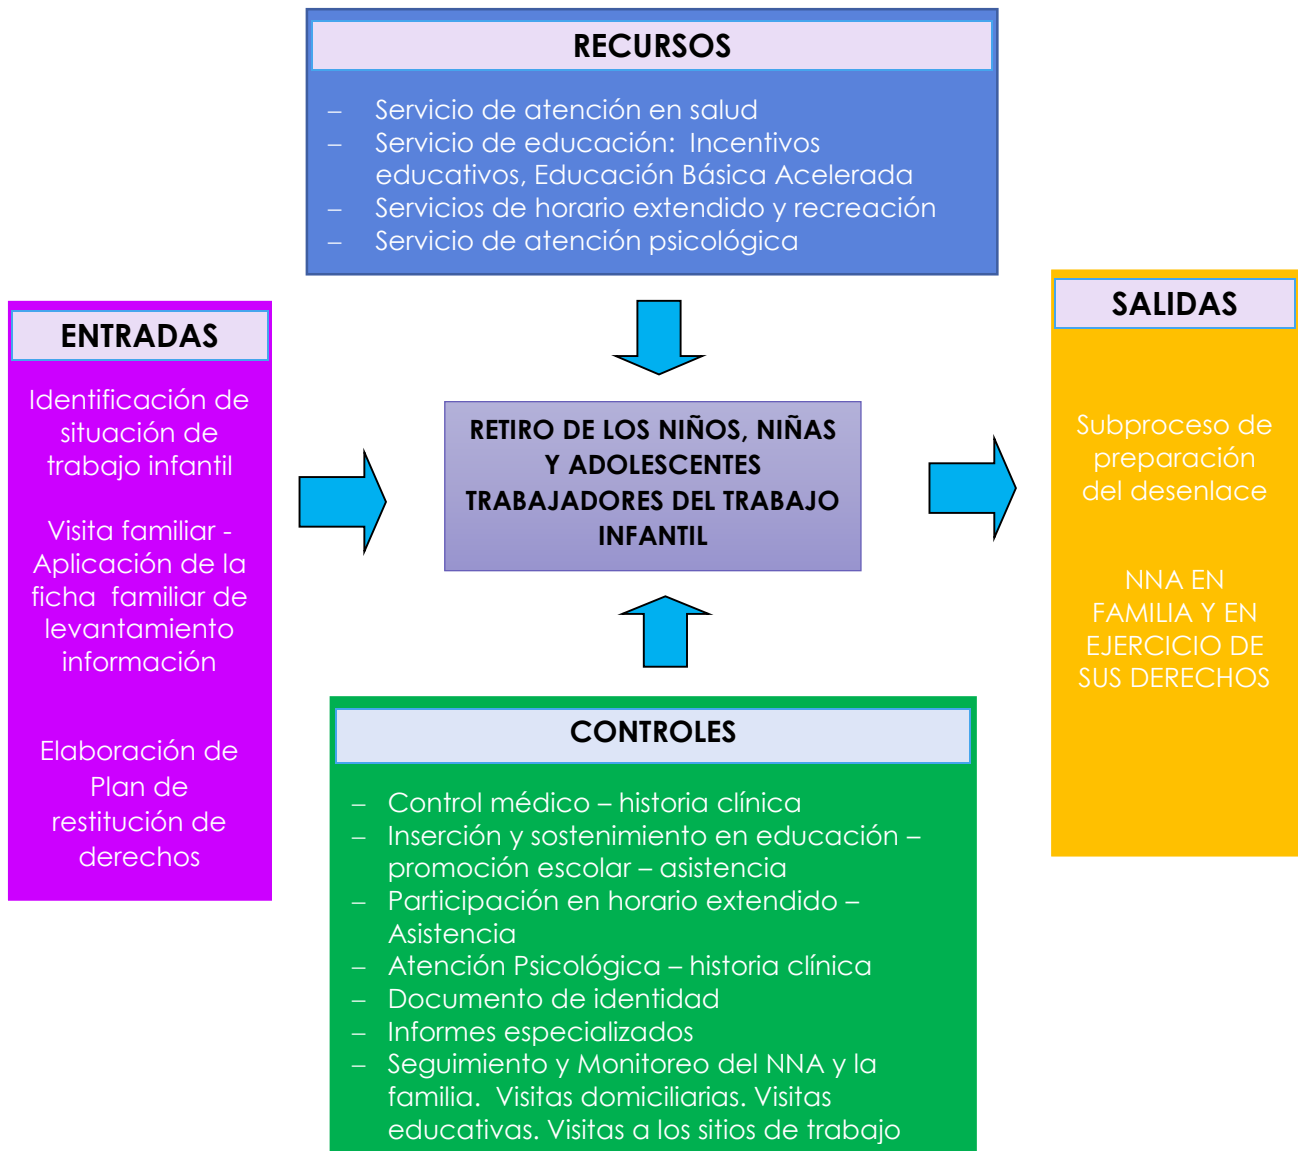 RECURSOS
– Servicio de atención en salud
– Servicio de educación: Incentivos
educativos, Educación Básica Acelerada
– Servicios de horario extendido y recreación
– Servicio de atención psicológica
ENTRADAS
Identificación de
situación de
trabajo infantil
Visita familiar -
Aplicación de la
ficha familiar de
levantamiento
información
Elaboración de
Plan de
restitución de
derechos
RETIRO DE LOS NIÑOS, NIÑAS
Y ADOLESCENTES
TRABAJADORES DEL TRABAJO
INFANTIL
SALIDAS
Subproceso de
preparación
del desenlace
NNA EN
FAMILIA Y EN
EJERCICIO DE
SUS DERECHOS
CONTROLES
– Control médico – historia clínica
– Inserción y sostenimiento en educación –
promoción escolar – asistencia
– Participación en horario extendido –
Asistencia
– Atención Psicológica – historia clínica
– Documento de identidad
– Informes especializados
– Seguimiento y Monitoreo del NNA y la
familia. Visitas domiciliarias. Visitas
educativas. Visitas a los sitios de trabajo